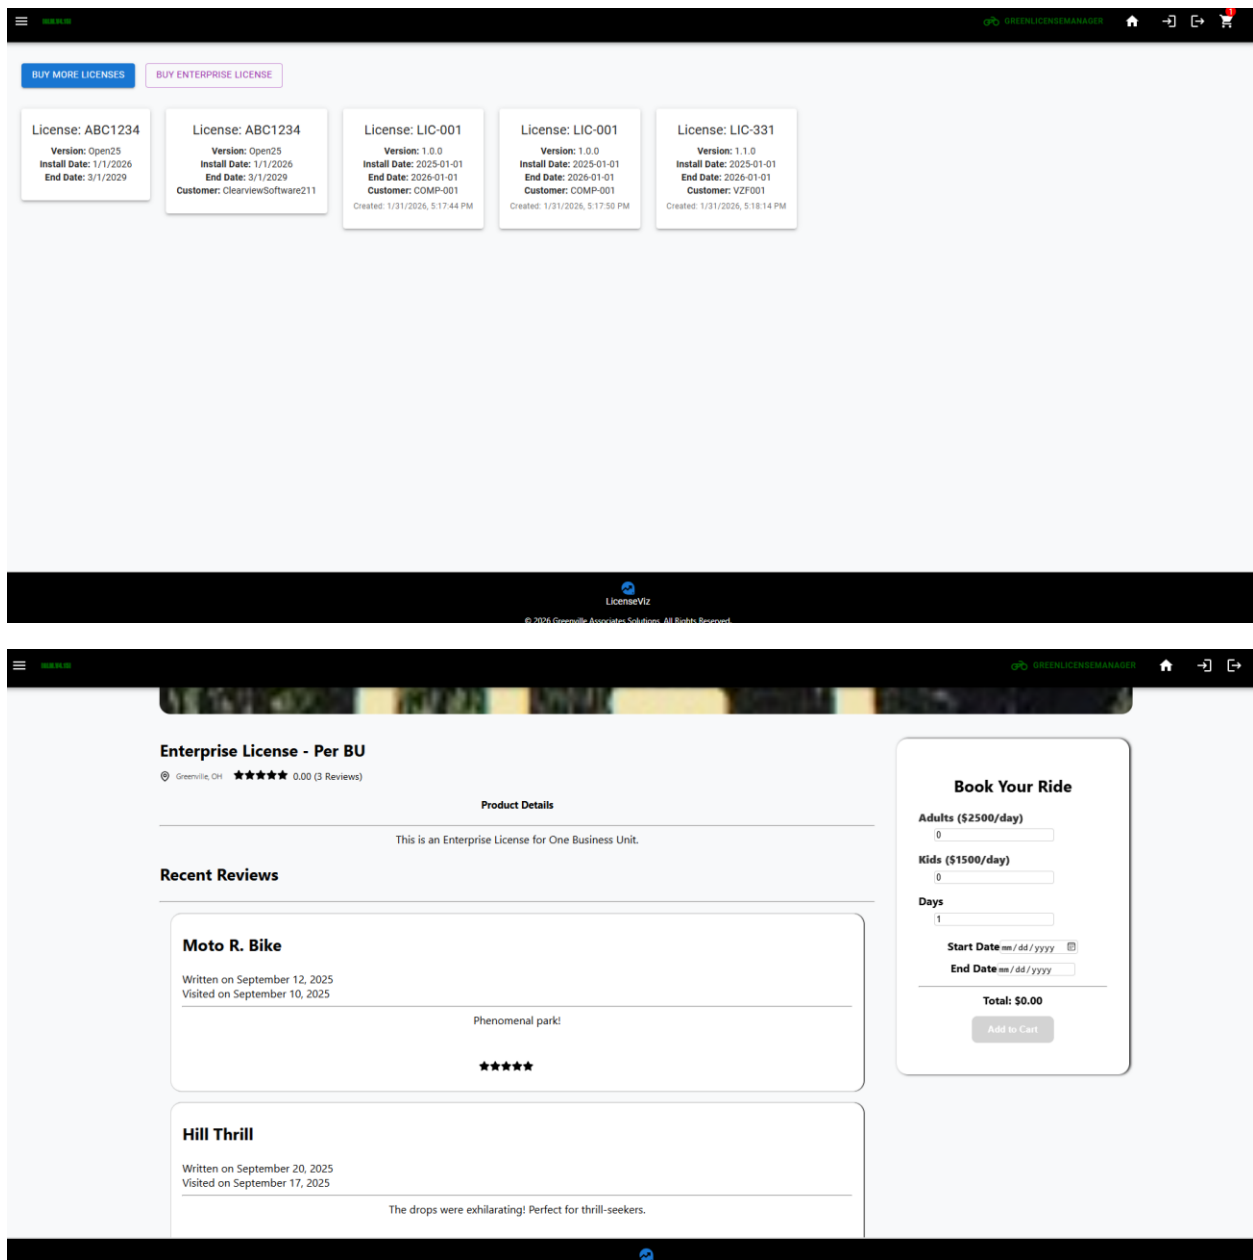 GREENLICENSEMANAGER
1
BUY MORE LICENSES
BUY ENTERPRISE LICENSE
License: ABC1234
Version: Open25
Install Date: 1/1/2026
End Date: 3/1/2029
License: ABC1234
Version: Open25
Install Date: 1/1/2026
End Date: 3/1/2029
Customer: ClearviewSoftware211
License: LIC-001
Version: 1.0.0
Install Date: 2025-01-01
End Date: 2026-01-01
Customer: COMP-001
Created: 1/31/2026, 5:17:44 PM
License: LIC-001
Version: 1.0.0
Install Date: 2025-01-01
End Date: 2026-01-01
Customer: COMP-001
Created: 1/31/2026, 5:17:50 PM
License: LIC-331
Version: 1.1.0
Install Date: 2025-01-01
End Date: 2026-01-01
Customer: VZF001
Created: 1/31/2026, 5:18:14 PM
LicenseViz
© 2026 Greenville Associates Solutions. All Rights Reserved.
GREENLICENSEMANAGER
Enterprise License - Per BU
Greenville, OH 0.00 (3 Reviews)
Product Details
This is an Enterprise License for One Business Unit.
Recent Reviews
Moto R. Bike
Written on September 12, 2025
Visited on September 10, 2025
Phenomenal park!
Hill Thrill
Written on September 20, 2025
Visited on September 17, 2025
The drops were exhilarating! Perfect for thrill-seekers.
Book Your Ride
Adults ($2500/day)
0
Kids ($1500/day)
0
Days
1
Start Date mm/dd/yyyy
End Date mm/dd/yyyy
Total: $0.00
Add to Cart